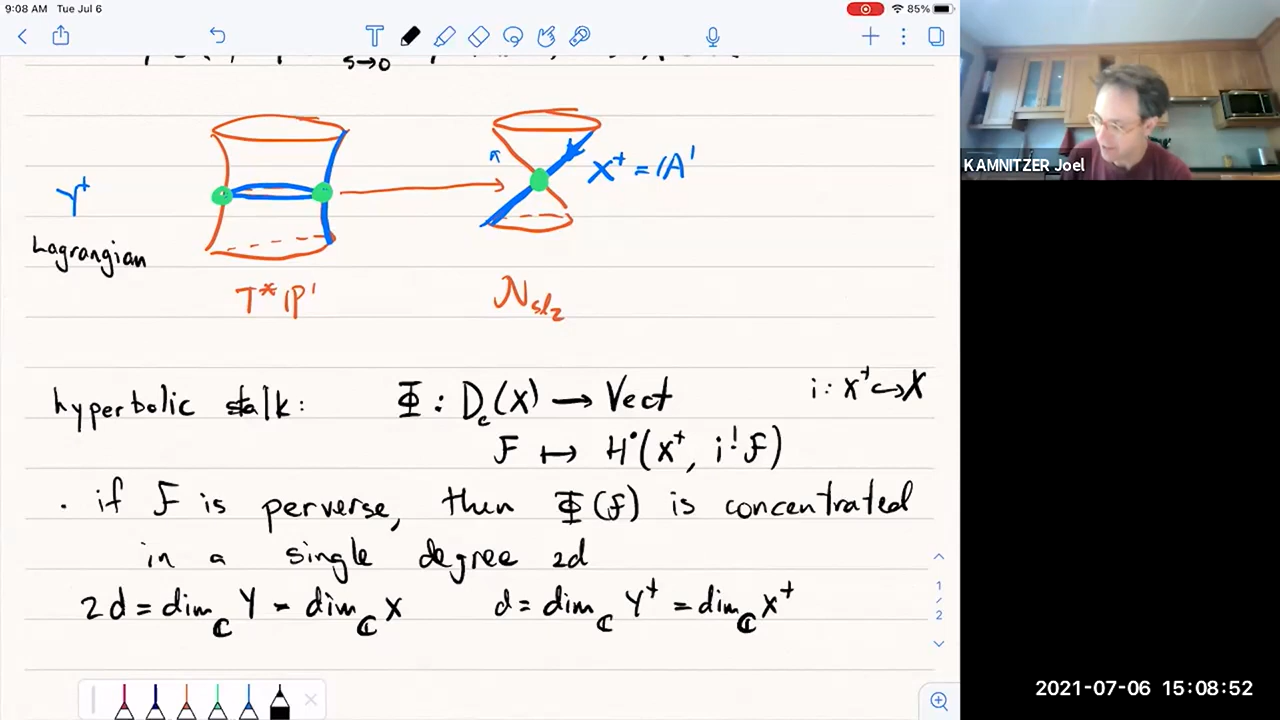 9:08 AM Tue Jul 6
85%
s→0
Y⁺
X⁺ = A¹
Lagrangian
T*P¹
N_{sl₂}
hyperbolic stalk: Φ : D_c(X) → Vect
i : X⁺ ↪ X
F ↦ H•(X⁺, i!F)
· if F is perverse, then Φ(F) is concentrated
in a single degree 2d
2d = dim_C Y = dim_C X
d = dim_C Y⁺ = dim_C X⁺
1
/
2
KAMNITZER Joel
2021-07-06 15:08:52